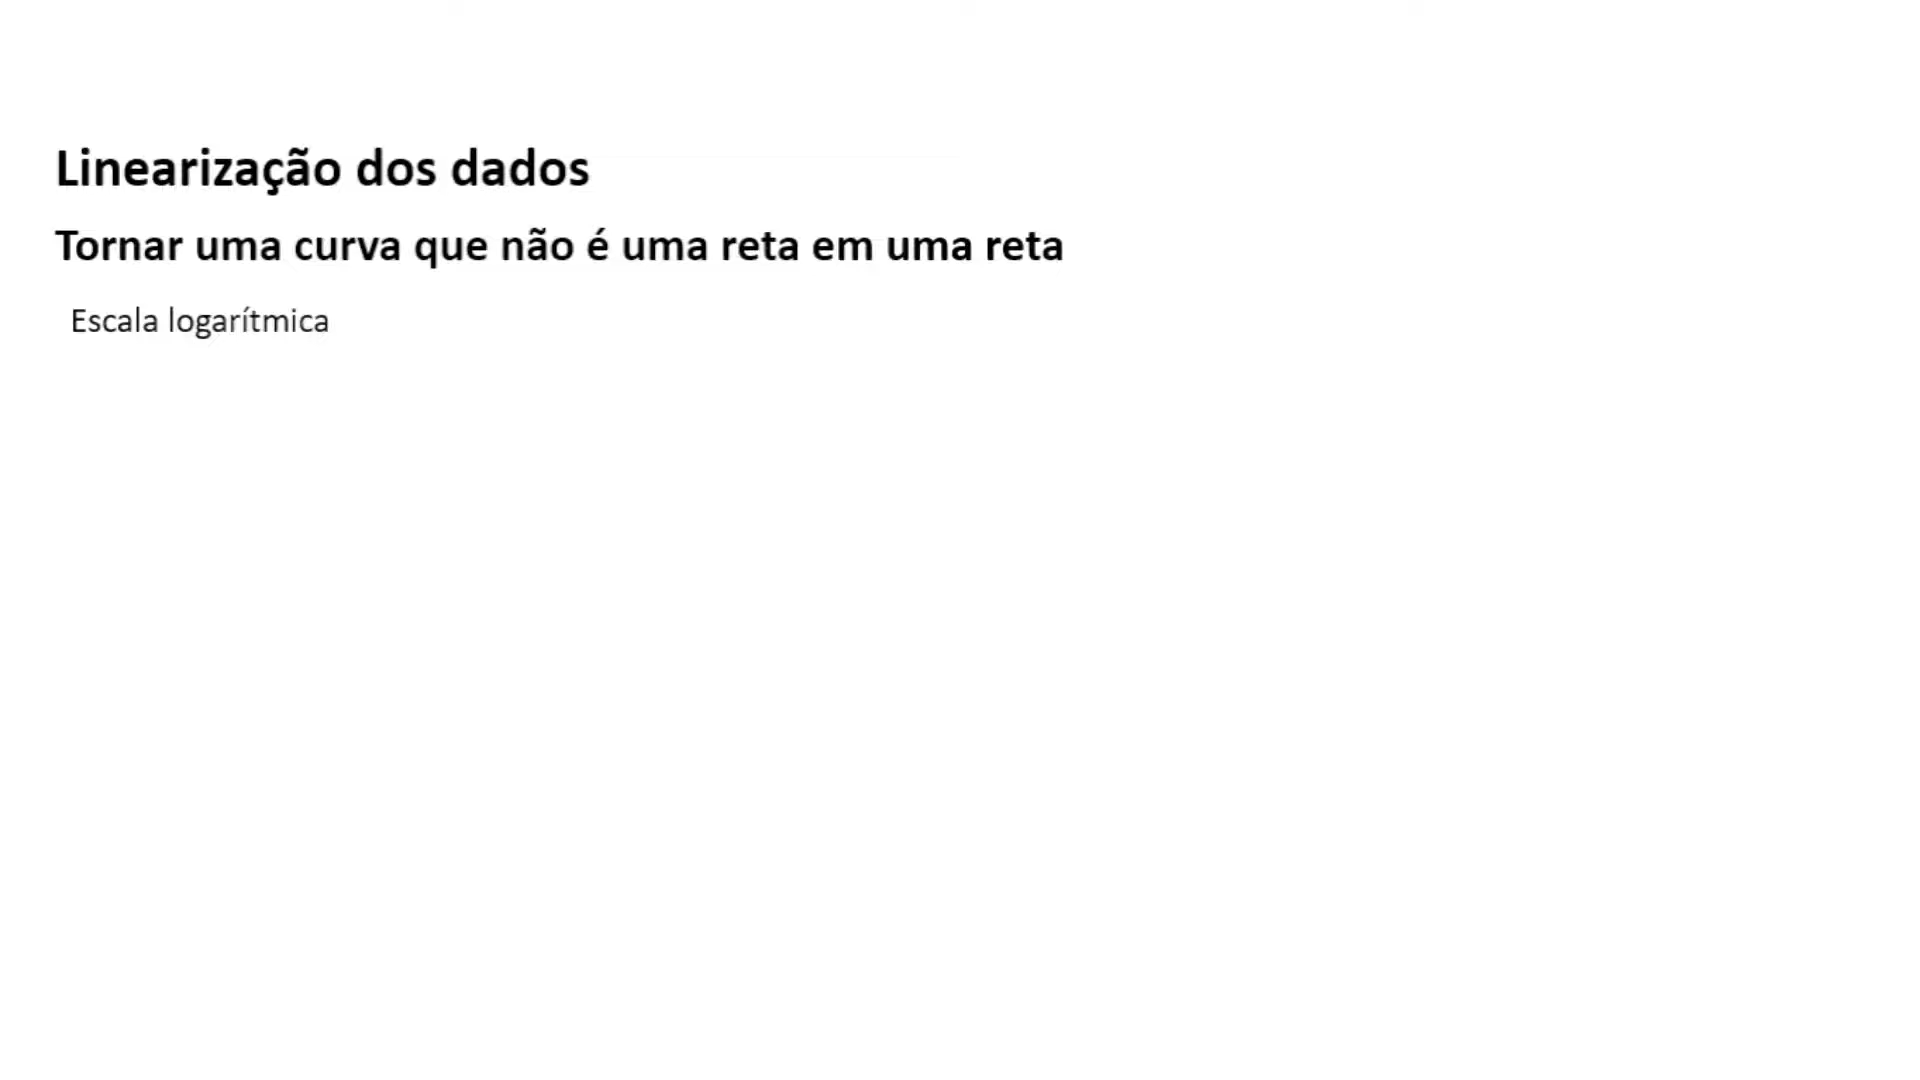 Linearização dos dados
Tornar uma curva que não é uma reta em uma reta
Escala logarítmica